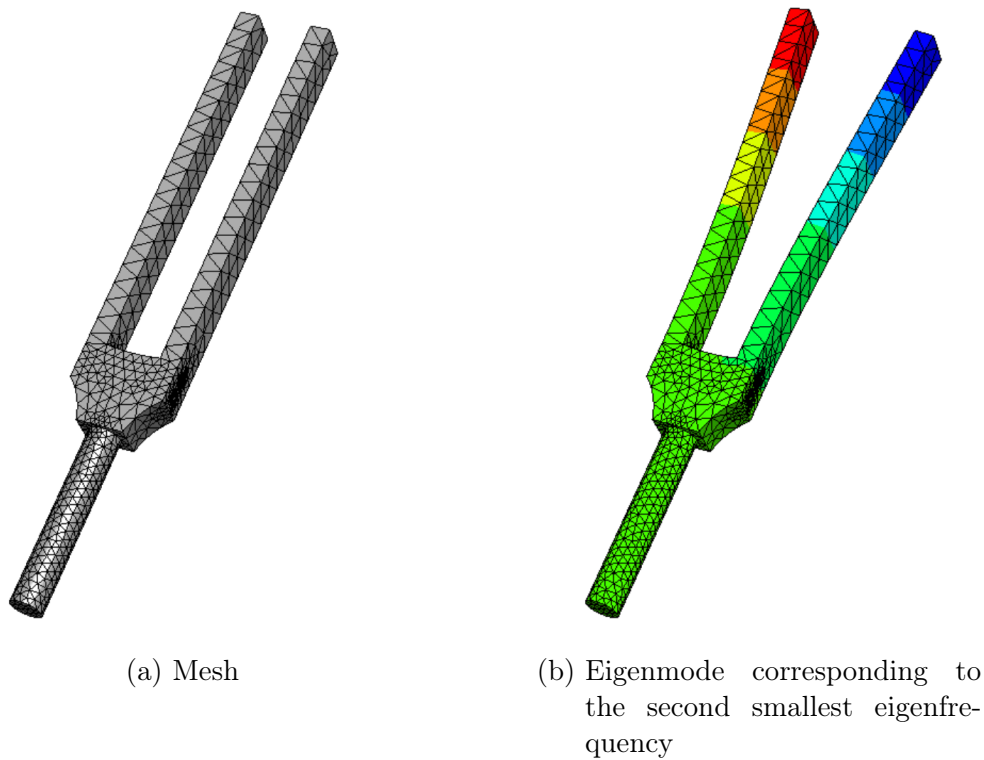 (a) Mesh
(b) Eigenmode corresponding to
the second smallest eigenfre-
quency